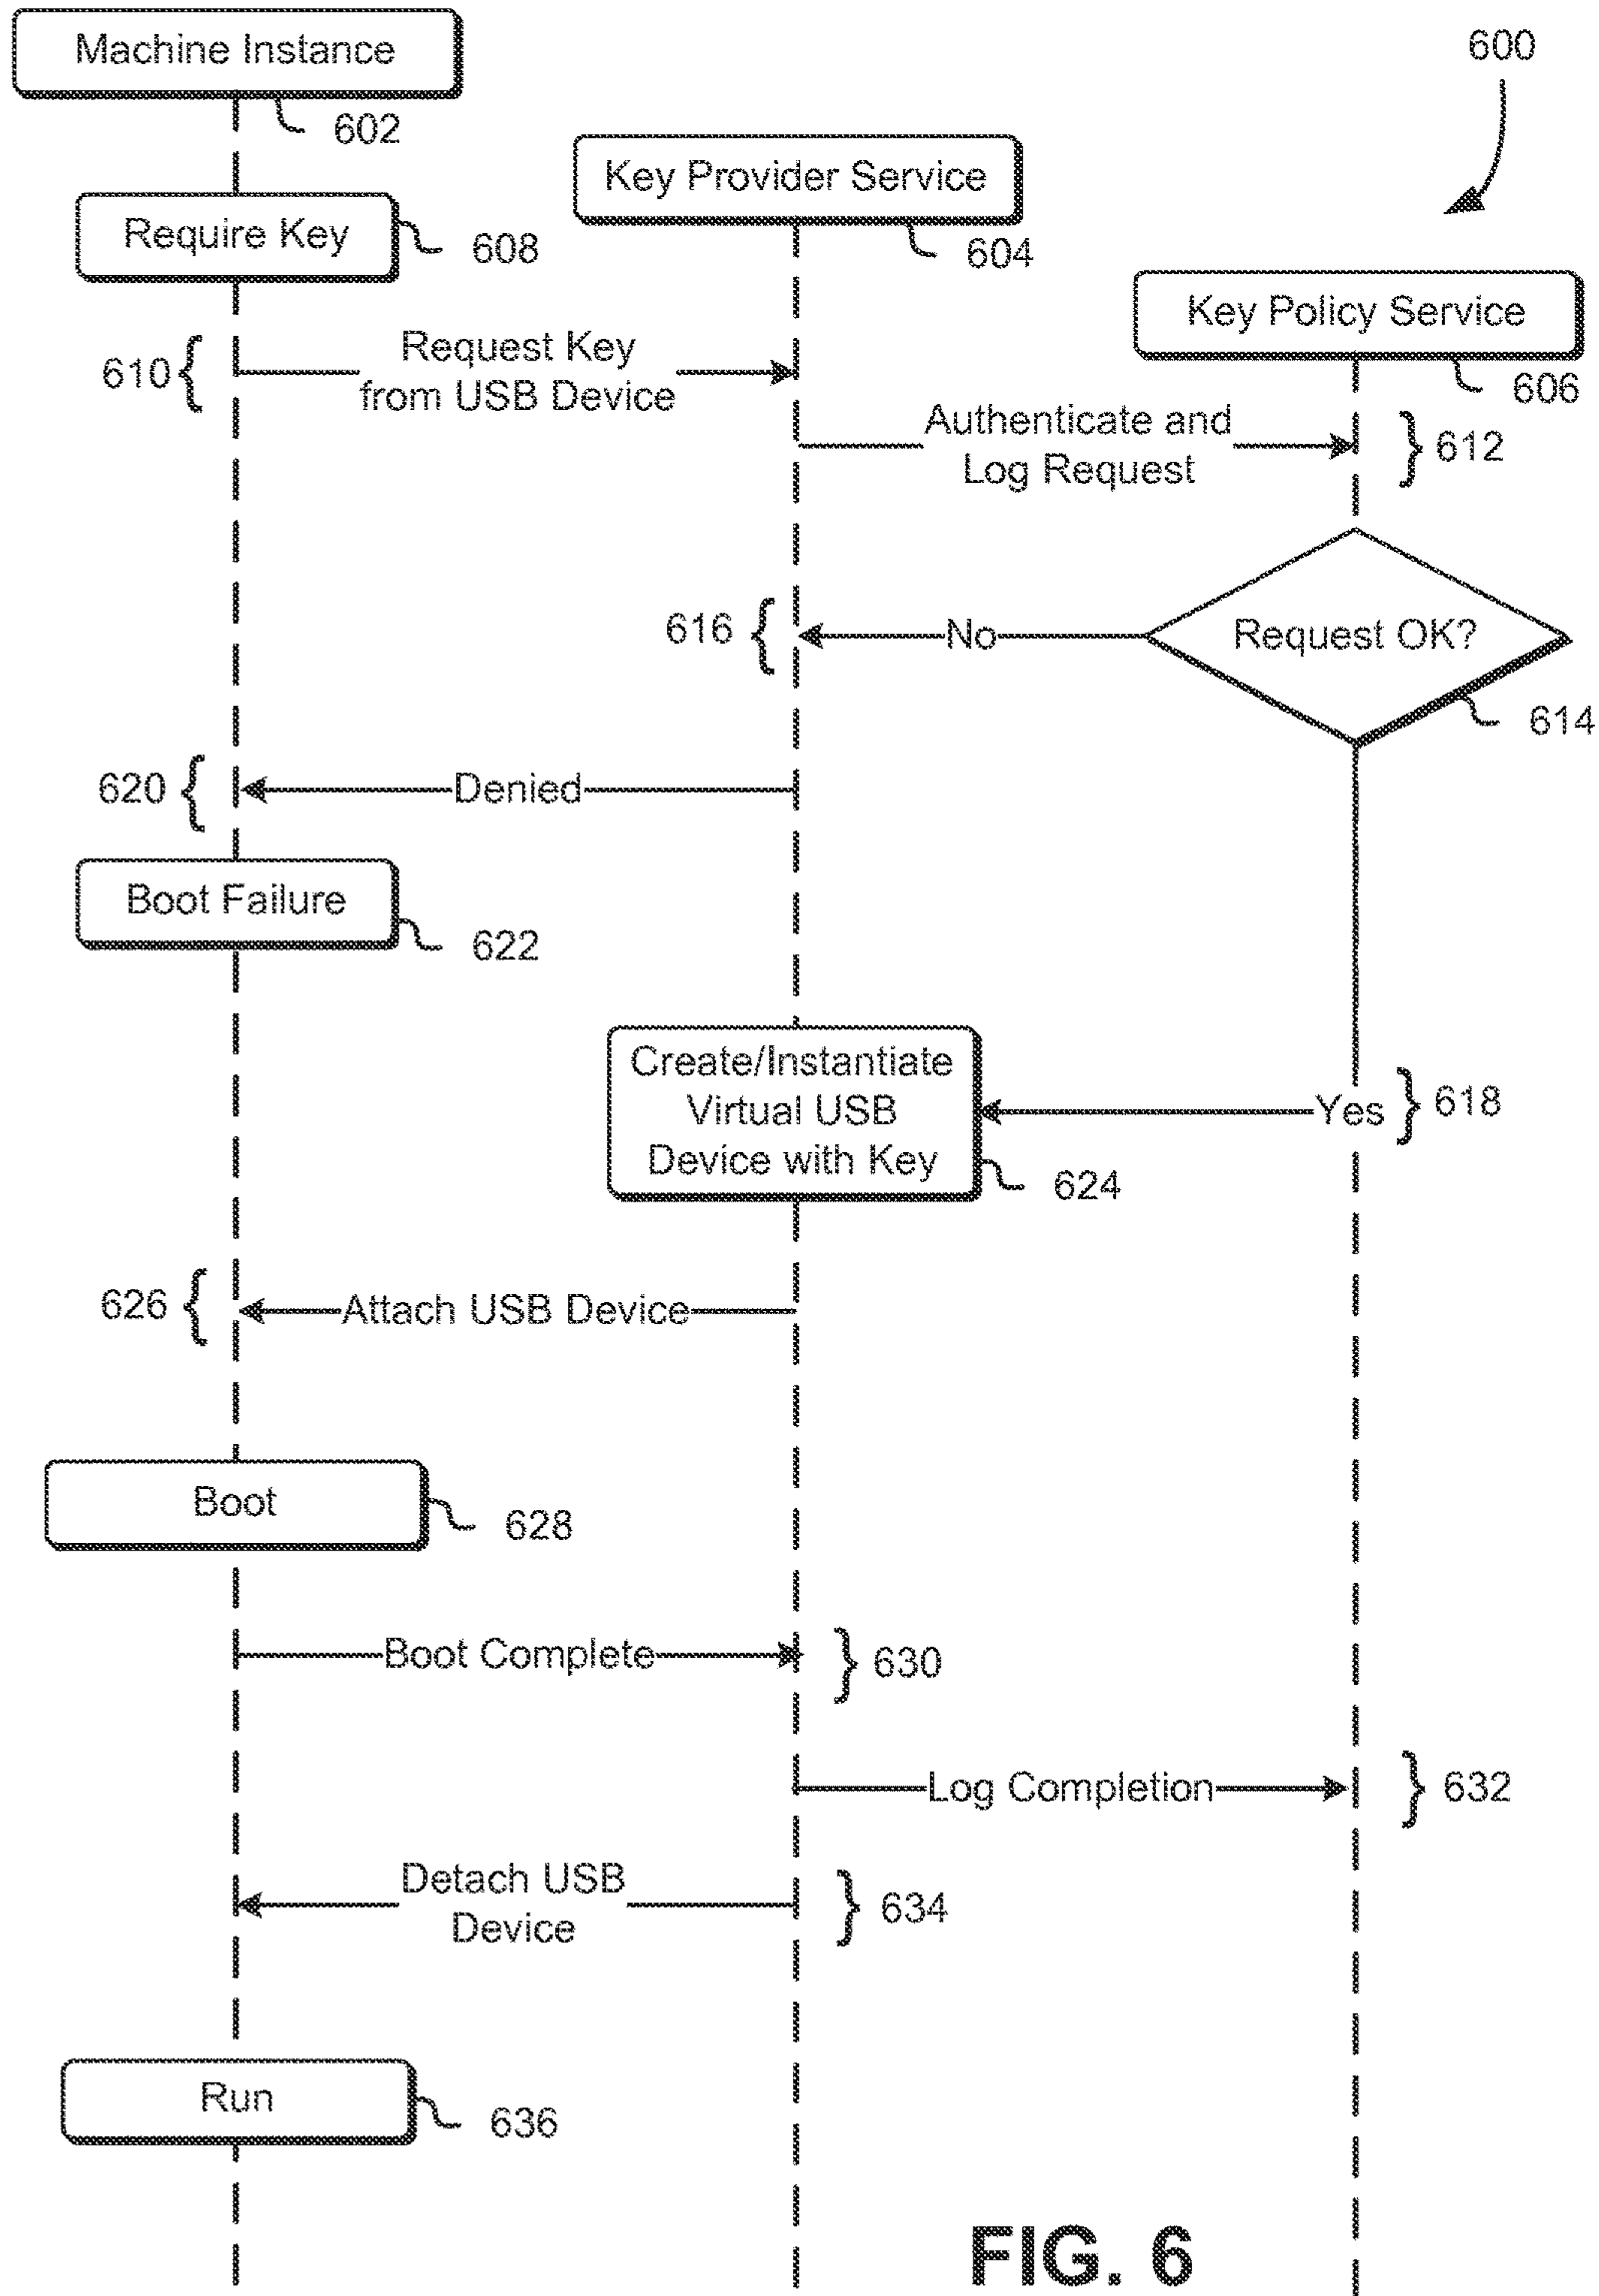 Machine Instance
600
602
Key Provider Service
604
Require Key
608
Key Policy Service
606
610 {
Request Key
from USB Device
Authenticate and
Log Request
} 612
616 {
No
Request OK?
614
620 {
Denied
Boot Failure
622
Create/Instantiate
Virtual USB
Device with Key
624
Yes
} 618
626 {
Attach USB Device
Boot
628
Boot Complete
} 630
Log Completion
} 632
Detach USB
Device
} 634
Run
636
FIG. 6